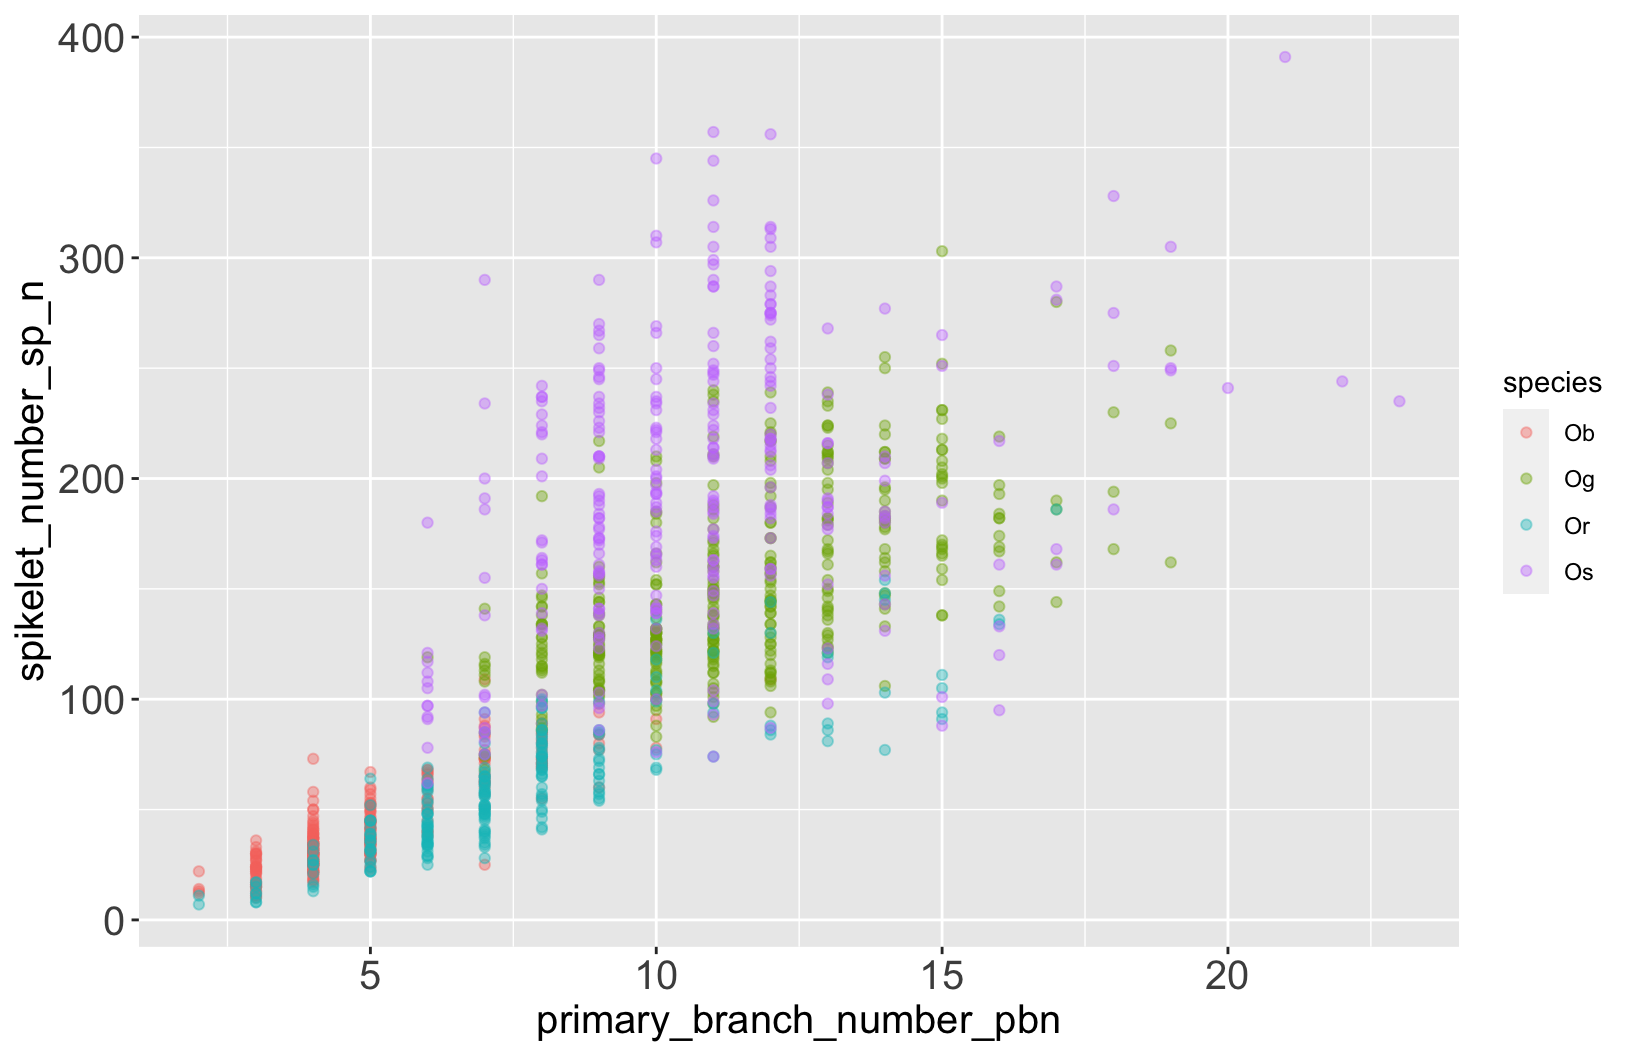 400
300
200
100
0
spikelet_number_sp_n
5 10 15 20
primary_branch_number_pbn
species
Ob
Og
Or
Os